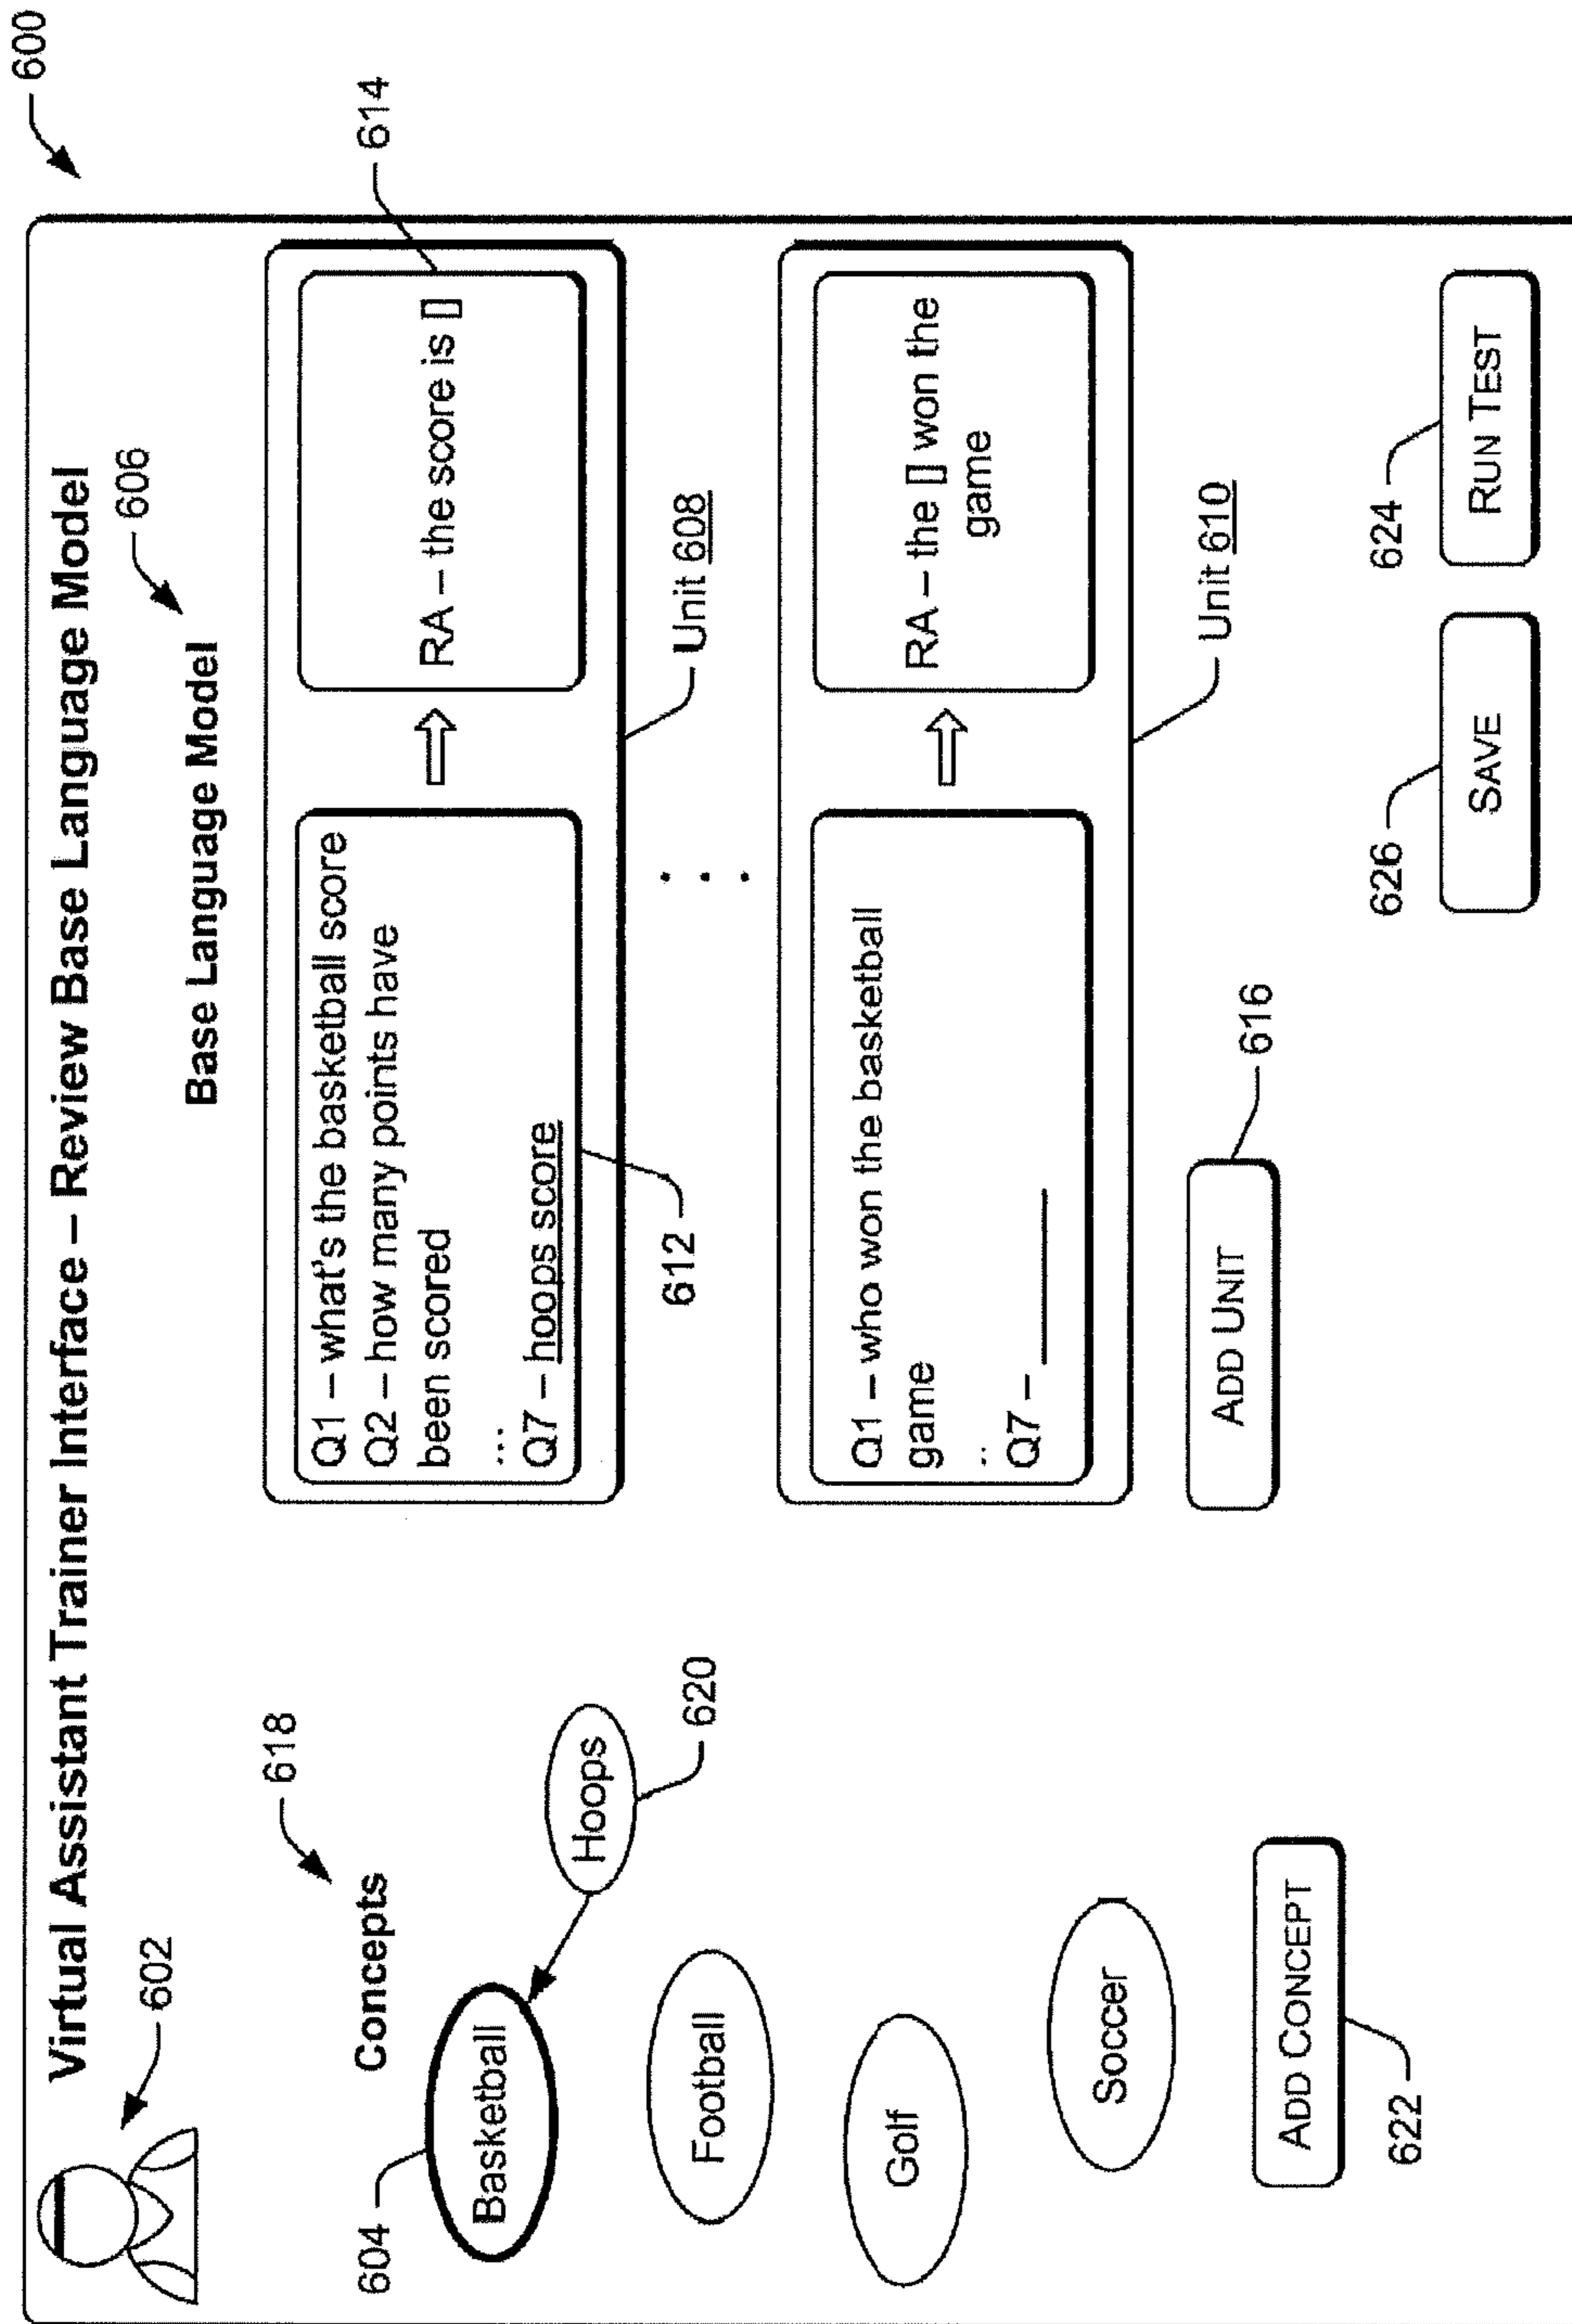 600
Virtual Assistant Trainer Interface – Review Base Language Model
602
606
618
Concepts
604
Basketball
Hoops
620
Football
Golf
Soccer
ADD CONCEPT
622
Base Language Model
Q1 – what's the basketball score
Q2 – how many points have
been scored
...
Q7 – hoops score
612
RA – the score is []
614
Unit 608
. . .
Q1 – who won the basketball
game
..
Q7 –
RA – the [] won the
game
Unit 610
ADD UNIT
616
626
SAVE
624
RUN TEST